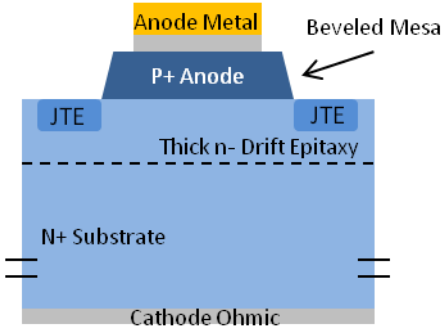 Anode Metal
Beveled Mesa
P+ Anode
JTE
JTE
Thick n- Drift Epitaxy
N+ Substrate
Cathode Ohmic